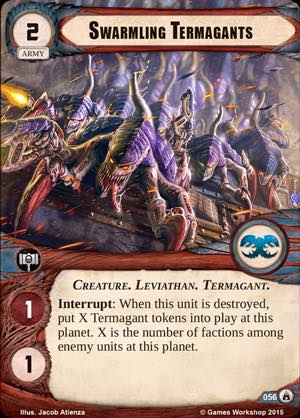 2
ARMY
SWARMLING TERMAGANTS
CREATURE. LEVIATHAN. TERMAGANT.
1
Interrupt: When this unit is destroyed,
put X Termagant tokens into play at this
planet. X is the number of factions among
enemy units at this planet.
1
056
Illus. Jacob Atienza
© Games Workshop 2015